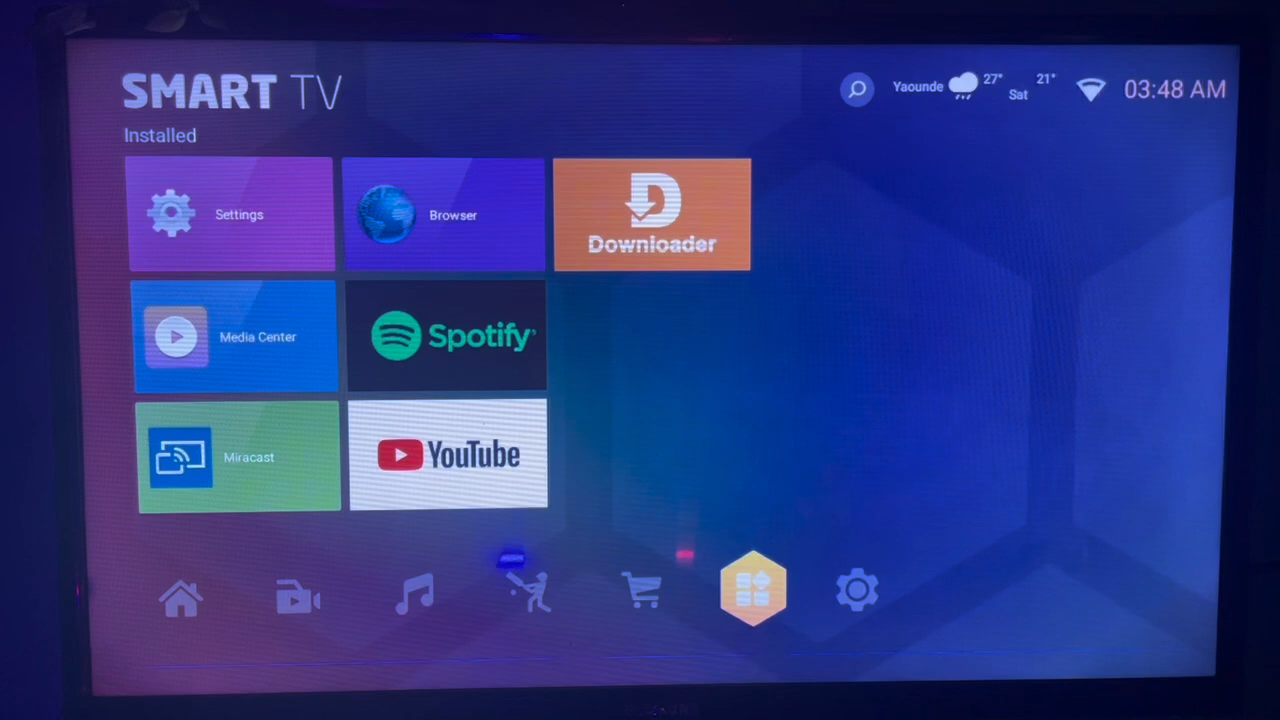 SMART TV
Yaounde 27° Sat 21° 03:48 AM
Installed
Settings
Browser
D
Downloader
Media Center
Spotify
Miracast
YouTube